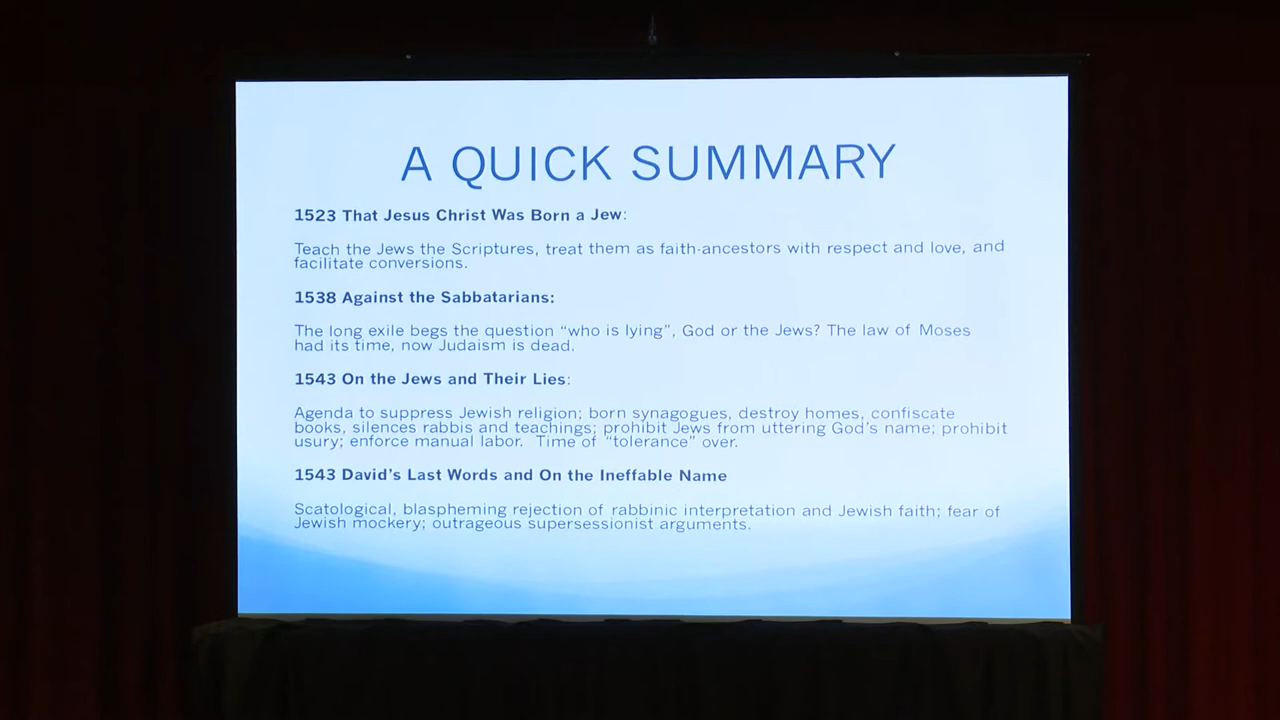 A QUICK SUMMARY
1523 That Jesus Christ Was Born a Jew:
Teach the Jews the Scriptures, treat them as faith-ancestors with respect and love, and
facilitate conversions.
1538 Against the Sabbatarians:
The long exile begs the question “who is lying”, God or the Jews? The law of Moses
had its time, now Judaism is dead.
1543 On the Jews and Their Lies:
Agenda to suppress Jewish religion; born synagogues, destroy homes, confiscate
books, silences rabbis and teachings; prohibit Jews from uttering God’s name; prohibit
usury; enforce manual labor. Time of “tolerance” over.
1543 David’s Last Words and On the Ineffable Name
Scatological, blaspheming rejection of rabbinic interpretation and Jewish faith; fear of
Jewish mockery; outrageous supersessionist arguments.